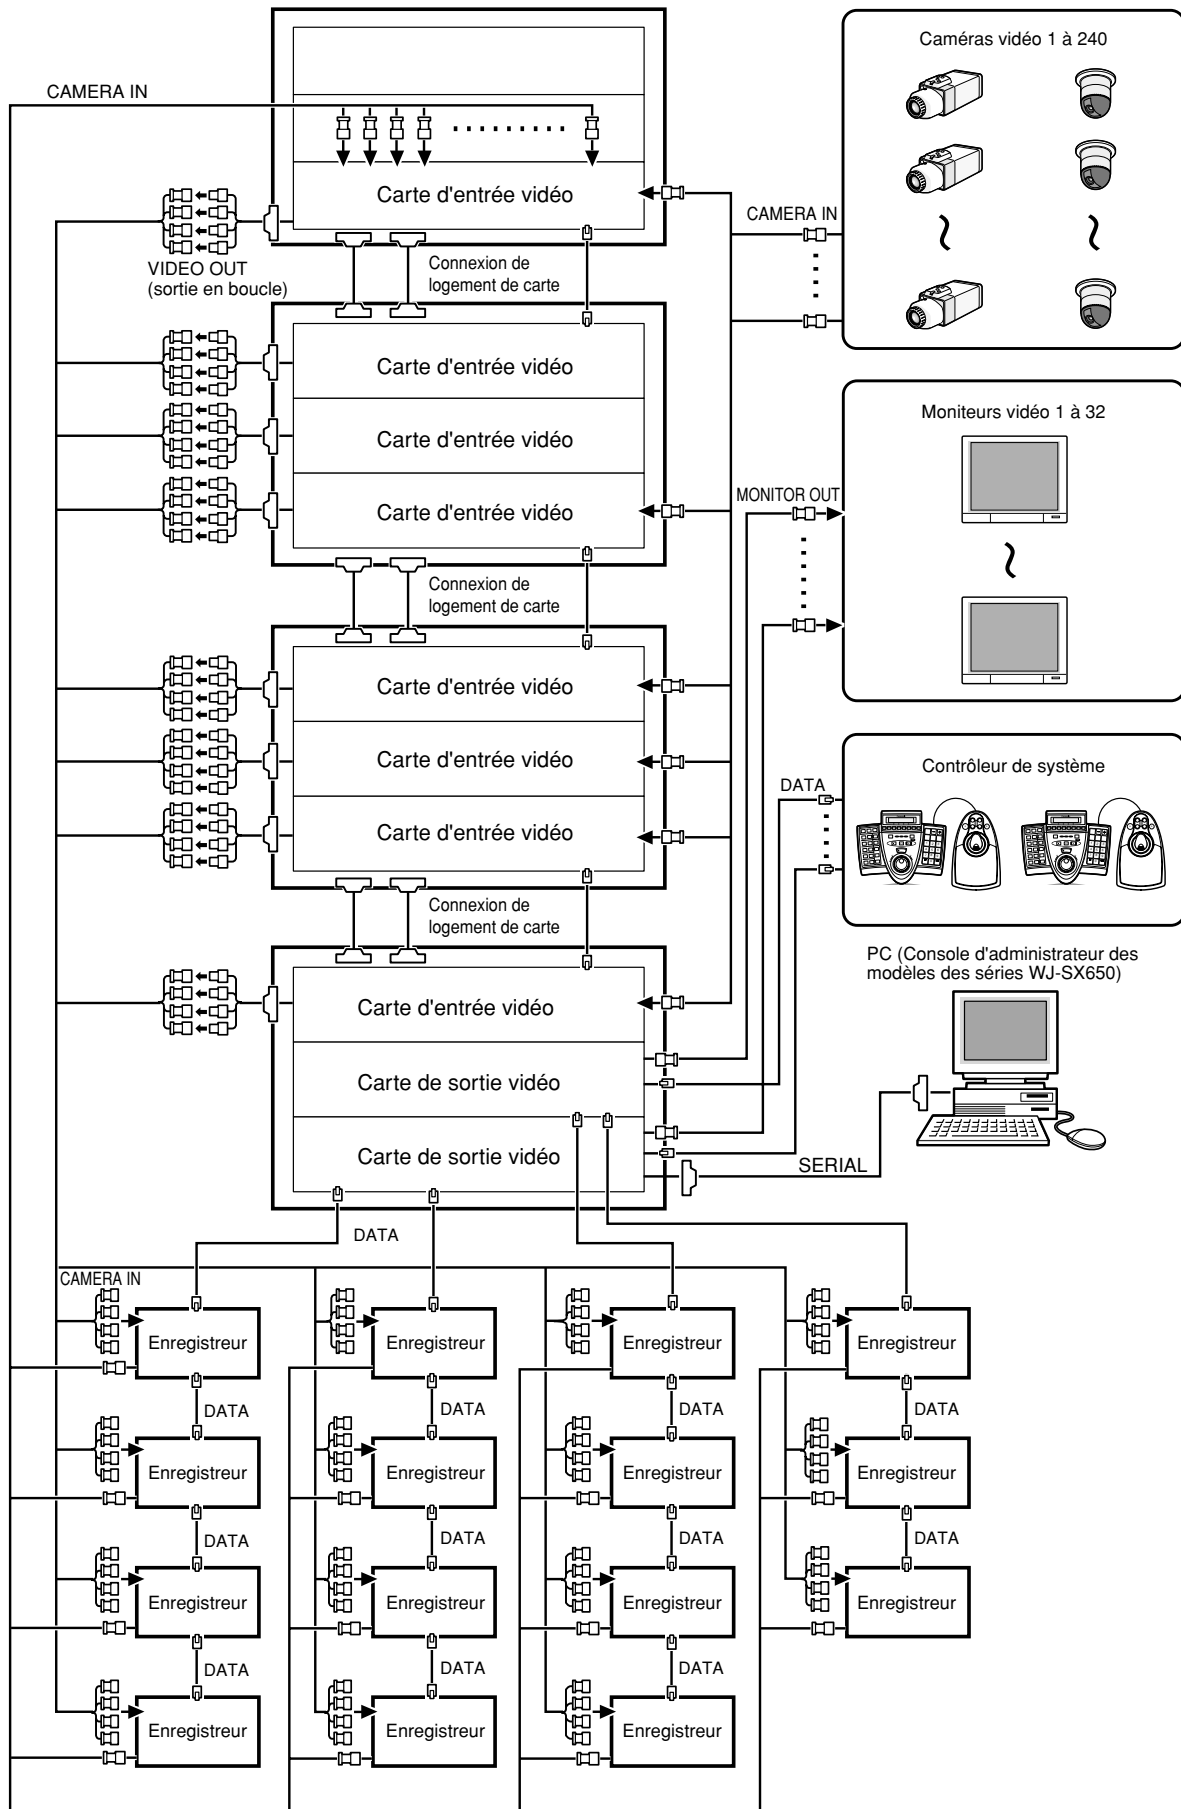 Caméras vidéo 1 à 240
CAMERA IN
Carte d'entrée vidéo
CAMERA IN
VIDEO OUT
(sortie en boucle)
Connexion de
logement de carte
Carte d'entrée vidéo
Carte d'entrée vidéo
Carte d'entrée vidéo
Moniteurs vidéo 1 à 32
MONITOR OUT
Connexion de
logement de carte
Carte d'entrée vidéo
Carte d'entrée vidéo
Carte d'entrée vidéo
Contrôleur de système
DATA
Connexion de
logement de carte
PC (Console d'administrateur des
modèles des séries WJ-SX650)
Carte d'entrée vidéo
Carte de sortie vidéo
Carte de sortie vidéo
SERIAL
DATA
CAMERA IN
Enregistreur
Enregistreur
Enregistreur
Enregistreur
DATA
DATA
DATA
DATA
Enregistreur
Enregistreur
Enregistreur
Enregistreur
DATA
DATA
DATA
DATA
Enregistreur
Enregistreur
Enregistreur
Enregistreur
DATA
DATA
DATA
Enregistreur
Enregistreur
Enregistreur